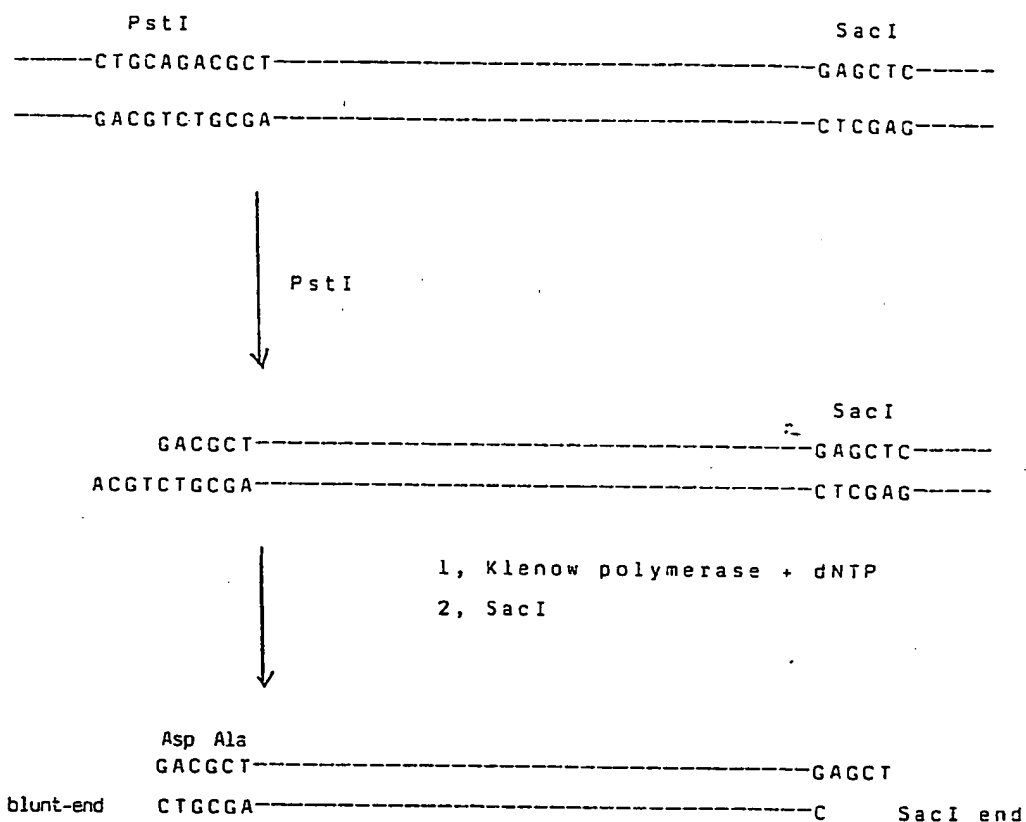 PstI
SacI
-----CTGCAGACGCT--------------------------------GAGCTC-----
-----GACGTCTGCGA--------------------------------CTCGAG-----
PstI
SacI
GACGCT---------------------------------GAGCTC-----
ACGTCTGCGA---------------------------------CTCGAG-----
1, Klenow polymerase + dNTP
2, SacI
Asp Ala
GACGCT---------------------------------GAGCT
blunt-end CTGCGA---------------------------------C SacI end